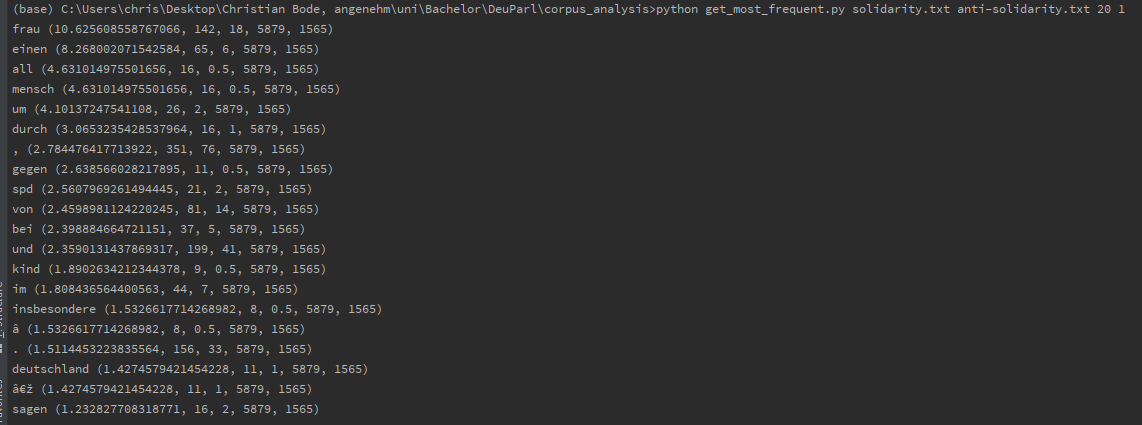 (base) C:\Users\chris\Desktop\Christian Bode, angenehm\uni\Bachelor\DeuParl\corpus_analysis>python get_most_frequent.py solidarity.txt anti-solidarity.txt 20 1
frau (10.625608558767066, 142, 18, 5879, 1565)
einen (8.268002071542584, 65, 6, 5879, 1565)
all (4.631014975501656, 16, 0.5, 5879, 1565)
mensch (4.631014975501656, 16, 0.5, 5879, 1565)
um (4.10137247541108, 26, 2, 5879, 1565)
durch (3.0653235428537964, 16, 1, 5879, 1565)
, (2.784476417713922, 351, 76, 5879, 1565)
gegen (2.638566028217895, 11, 0.5, 5879, 1565)
spd (2.5607969261494445, 21, 2, 5879, 1565)
von (2.4598981124220245, 81, 14, 5879, 1565)
bei (2.398884664721151, 37, 5, 5879, 1565)
und (2.3590131437869317, 199, 41, 5879, 1565)
kind (1.8902634212344378, 9, 0.5, 5879, 1565)
im (1.808436564400563, 44, 7, 5879, 1565)
insbesondere (1.5326617714268982, 8, 0.5, 5879, 1565)
â (1.5326617714268982, 8, 0.5, 5879, 1565)
. (1.5114453223835564, 156, 33, 5879, 1565)
deutschland (1.4274579421454228, 11, 1, 5879, 1565)
â€ž (1.4274579421454228, 11, 1, 5879, 1565)
sagen (1.232827708318771, 16, 2, 5879, 1565)